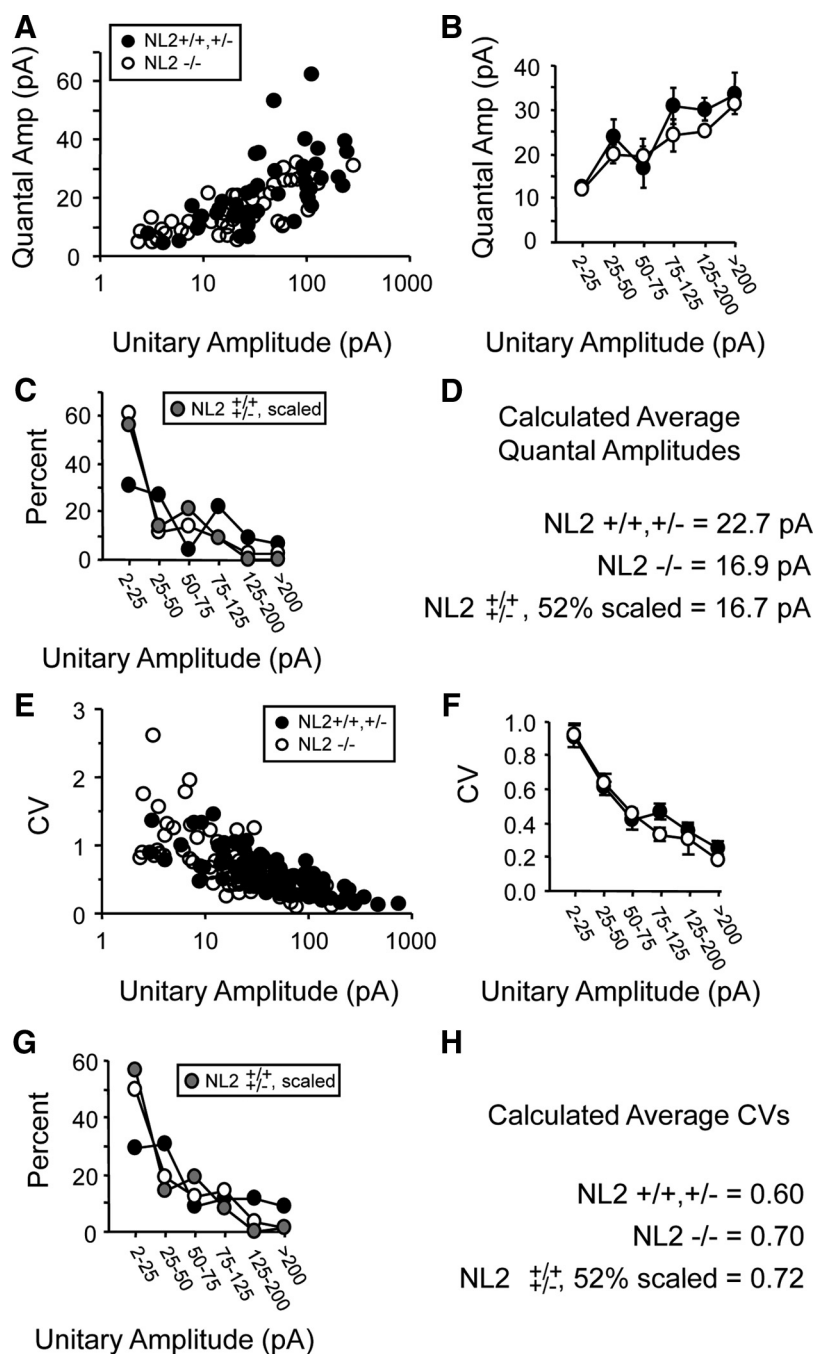 A
NL2+/+,+/-
NL2 -/-
Quantal Amp (pA)
60
40
20
0
1 10 100 1000
Unitary Amplitude (pA)
B
Quantal Amp (pA)
40
30
20
10
0
2-25 25-50 50-75 75-125 125-200 >200
Unitary Amplitude (pA)
C
NL2 +/+ +/-, scaled
Percent
60
40
20
0
2-25 25-50 50-75 75-125 125-200 >200
Unitary Amplitude (pA)
D
Calculated Average
Quantal Amplitudes
NL2 +/+,+/- = 22.7 pA
NL2 -/- = 16.9 pA
NL2 +/+ +/-, 52% scaled = 16.7 pA
E
NL2+/+,+/-
NL2 -/-
CV
3
2
1
0
1 10 100 1000
Unitary Amplitude (pA)
F
CV
1.0
0.8
0.6
0.4
0.2
0.0
2-25 25-50 50-75 75-125 125-200 >200
Unitary Amplitude (pA)
G
NL2 +/+ +/-, scaled
Percent
60
40
20
0
2-25 25-50 50-75 75-125 125-200 >200
Unitary Amplitude (pA)
H
Calculated Average CVs
NL2 +/+,+/- = 0.60
NL2 -/- = 0.70
NL2 +/+ +/-, 52% scaled = 0.72